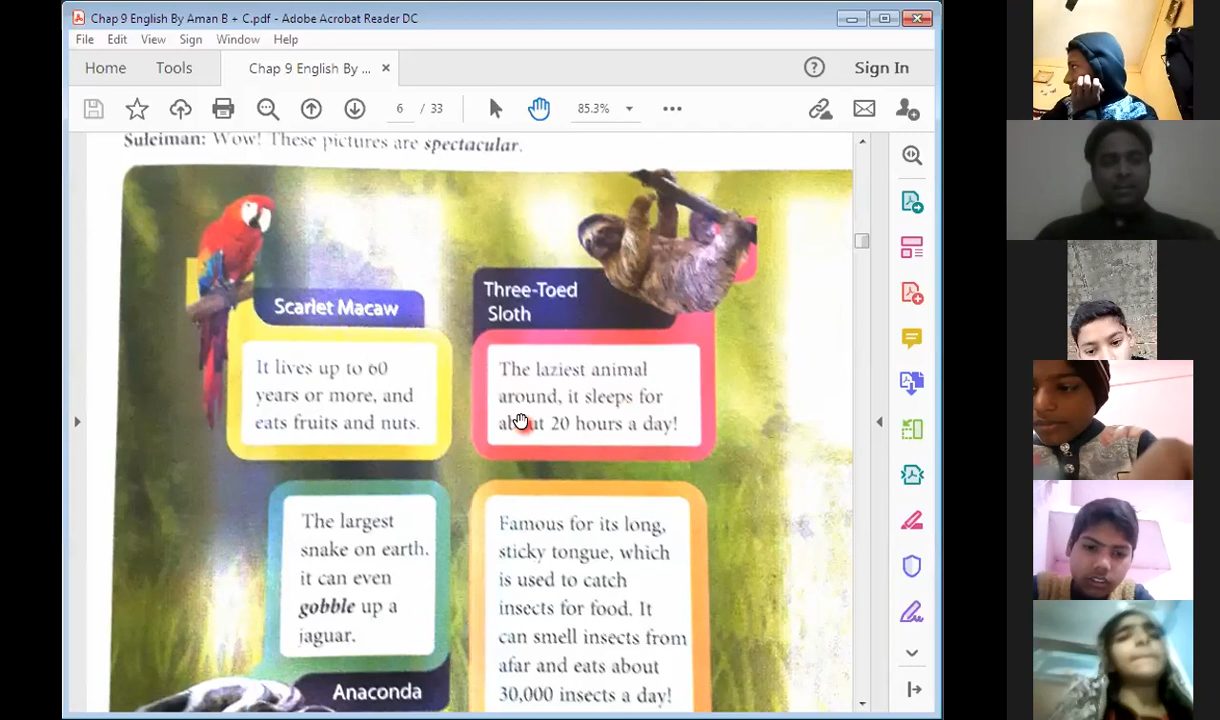 Chap 9 English By Aman B + C.pdf - Adobe Acrobat Reader DC
File Edit View Sign Window Help
Home Tools Chap 9 English By ... × Sign In
6 / 33 85.3%
Suleiman: Wow! These pictures are spectacular.
Scarlet Macaw
It lives up to 60
years or more, and
eats fruits and nuts.
Three-Toed
Sloth
The laziest animal
around, it sleeps for
about 20 hours a day!
The largest
snake on earth.
it can even
gobble up a
jaguar.
Anaconda
Famous for its long,
sticky tongue, which
is used to catch
insects for food. It
can smell insects from
afar and eats about
30,000 insects a day!